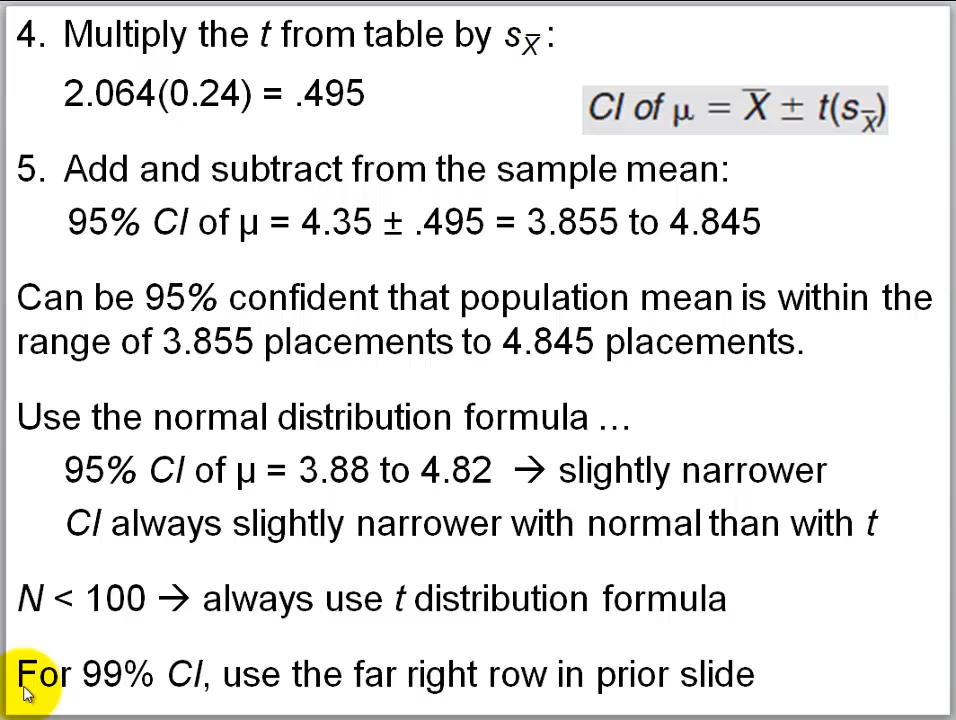 4. Multiply the t from table by sX̅ :
2.064(0.24) = .495
CI of μ = X̅ ± t(sX̅)
5. Add and subtract from the sample mean:
95% CI of μ = 4.35 ± .495 = 3.855 to 4.845
Can be 95% confident that population mean is within the
range of 3.855 placements to 4.845 placements.
Use the normal distribution formula ...
95% CI of μ = 3.88 to 4.82 → slightly narrower
CI always slightly narrower with normal than with t
N < 100 → always use t distribution formula
For 99% CI, use the far right row in prior slide